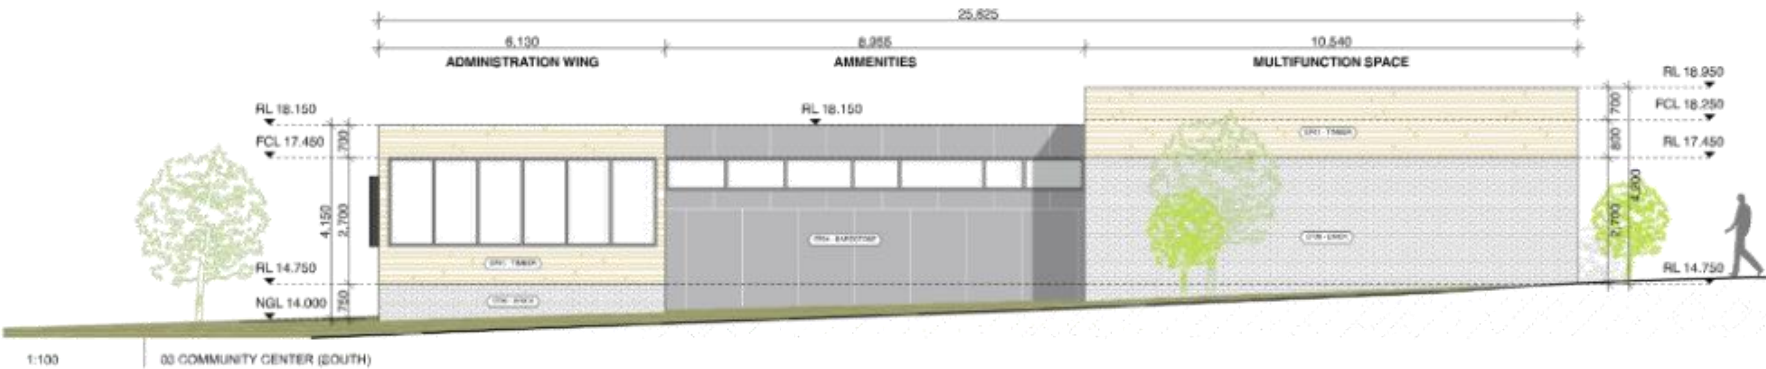 25,625
6,130 8,955 10,540
ADMINISTRATION WING AMMENITIES MULTIFUNCTION SPACE
RL 18.950
RL 18.150 RL 18.150 700 FCL 18.250
FCL 17.450 700 800 RL 17.450
4,150 2,700 2,700 4,200
RL 14.750 RL 14.750
NGL 14.000 750
1:100 03 COMMUNITY CENTER (SOUTH)